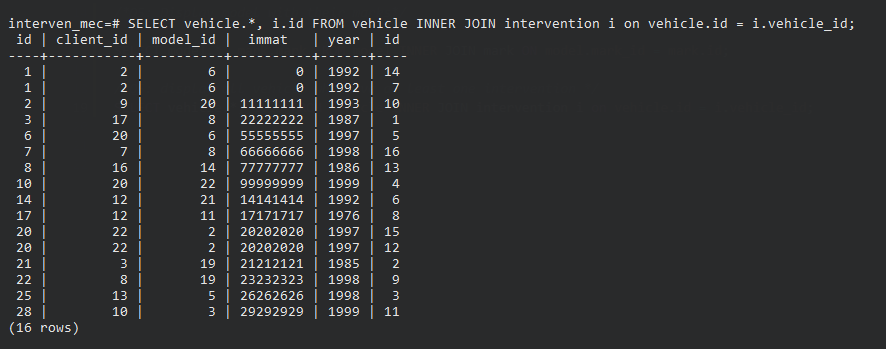 interven_mec=# SELECT vehicle.*, i.id FROM vehicle INNER JOIN intervention i on vehicle.id = i.vehicle_id;
 id | client_id | model_id |  immat   | year | id
----+-----------+----------+----------+------+----
  1 |         2 |        6 |        0 | 1992 | 14
  1 |         2 |        6 |        0 | 1992 |  7
  2 |         9 |       20 | 11111111 | 1993 | 10
  3 |        17 |        8 | 22222222 | 1987 |  1
  6 |        20 |        6 | 55555555 | 1997 |  5
  7 |         7 |        8 | 66666666 | 1998 | 16
  8 |        16 |       14 | 77777777 | 1986 | 13
 10 |        20 |       22 | 99999999 | 1999 |  4
 14 |        12 |       21 | 14141414 | 1992 |  6
 17 |        12 |       11 | 17171717 | 1976 |  8
 20 |        22 |        2 | 20202020 | 1997 | 15
 20 |        22 |        2 | 20202020 | 1997 | 12
 21 |         3 |       19 | 21212121 | 1985 |  2
 22 |         8 |       19 | 23232323 | 1998 |  9
 25 |        13 |        5 | 26262626 | 1998 |  3
 28 |        10 |        3 | 29292929 | 1999 | 11
(16 rows)